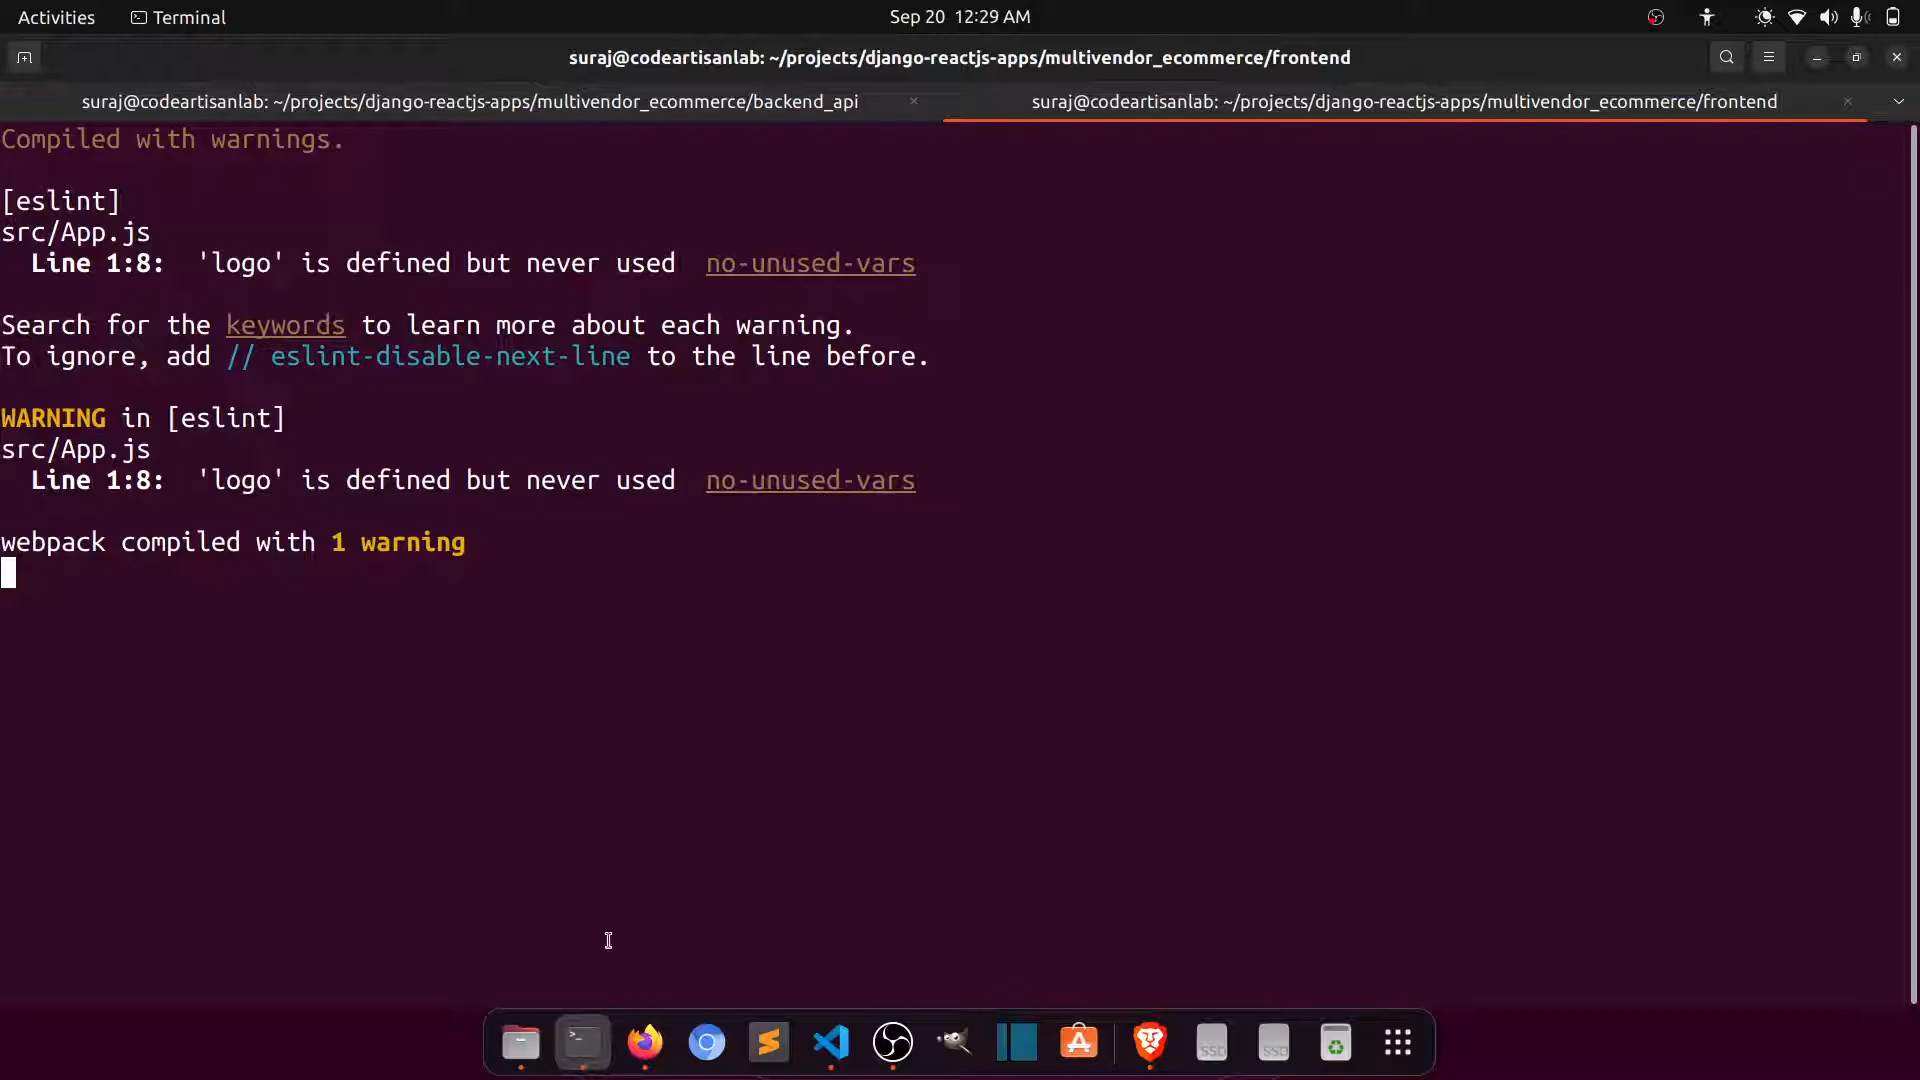 Activities Terminal Sep 20 12:29 AM
suraj@codeartisanlab: ~/projects/django-reactjs-apps/multivendor_ecommerce/frontend
suraj@codeartisanlab: ~/projects/django-reactjs-apps/multivendor_ecommerce/backend_api suraj@codeartisanlab: ~/projects/django-reactjs-apps/multivendor_ecommerce/frontend
Compiled with warnings.
[eslint]
src/App.js
Line 1:8: 'logo' is defined but never used no-unused-vars
Search for the keywords to learn more about each warning.
To ignore, add // eslint-disable-next-line to the line before.
WARNING in [eslint]
src/App.js
Line 1:8: 'logo' is defined but never used no-unused-vars
webpack compiled with 1 warning
SSD SSD